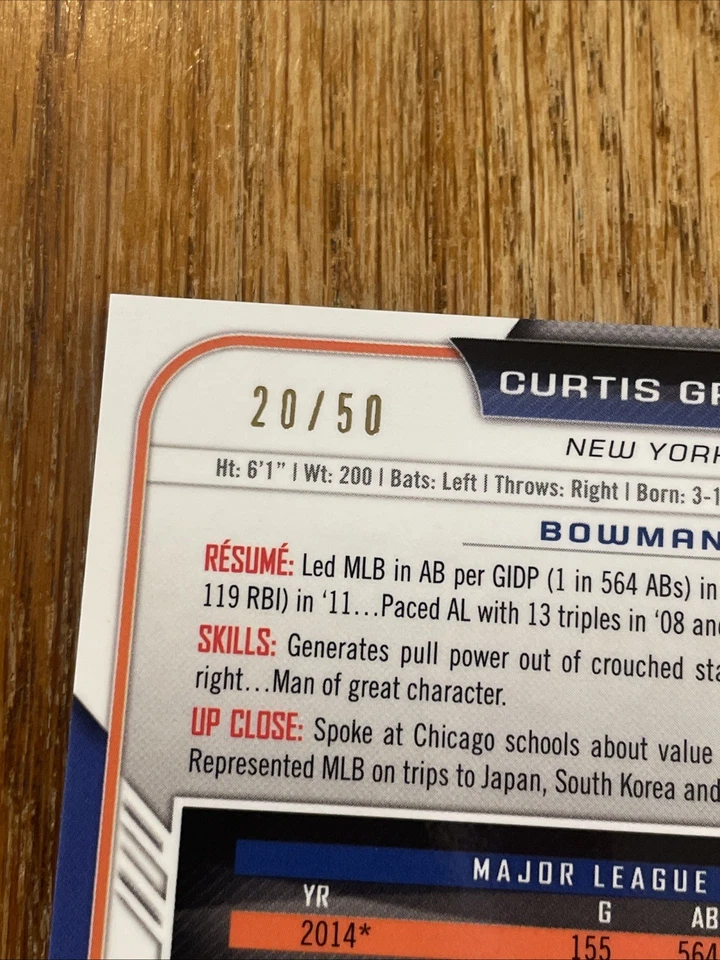 20/50
CURTIS
NEW YORK
Ht: 6'1" | Wt: 200 | Bats: Left | Throws: Right | Born: 3-1
BOWMAN
RÉSUMÉ: Led MLB in AB per GIDP (1 in 564 ABs) in
119 RBI) in '11...Paced AL with 13 triples in '08
SKILLS: Generates pull power out of crouched
right...Man of great character.
UP CLOSE: Spoke at Chicago schools about value
Represented MLB on trips to Japan, South Korea and
MAJOR LEAGUE
YR G AB
2014* 155 564